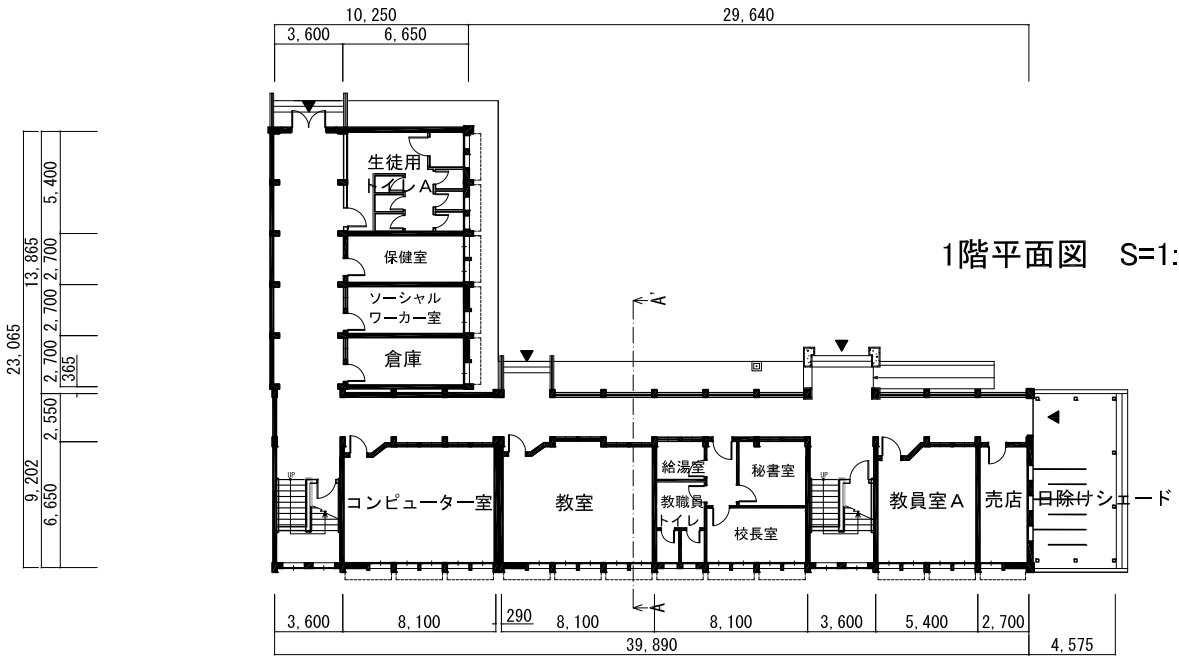 10,250
29,640
3,600
6,650
生徒用
トイレA
5,400
保健室
2,700
13,865
1階平面図 S=1:
ソーシャル
ワーカー室
2,700
A'
倉庫
2,700
23,065
365
2,550
9,202
6,650
UP
コンピューター室
教室
給湯室
秘書室
教職員
トイレ
校長室
UP
教員室A
売店
日除けシェード
A
3,600
8,100
290
8,100
8,100
3,600
5,400
2,700
39,890
4,575